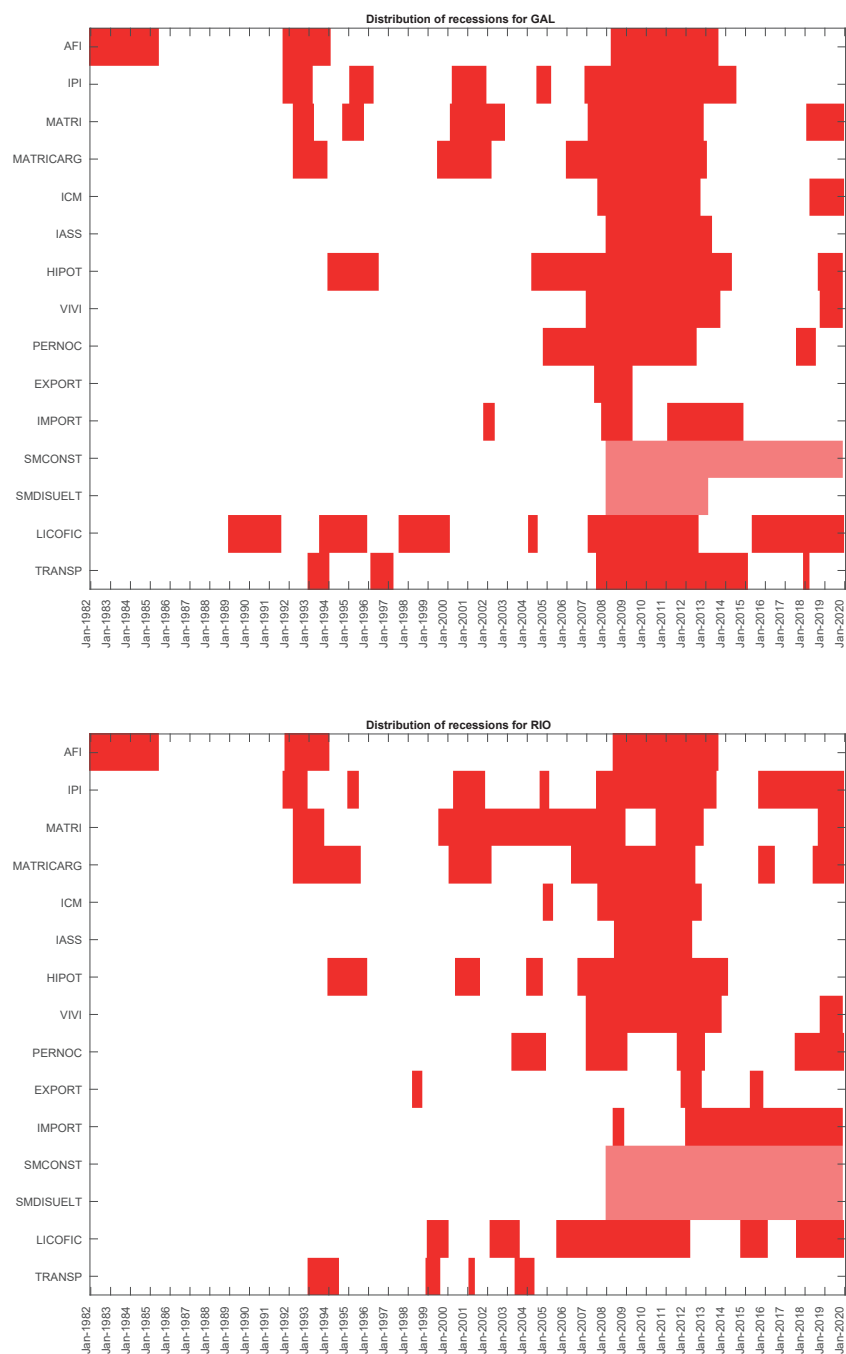 Distribution of recessions for GAL
AFI
IPI
MATRI
MATRICARG
ICM
IASS
HIPOT
VIVI
PERNOC
EXPORT
IMPORT
SMCONST
SMDISUELT
LICOFIC
TRANSP
Jan-1982
Jan-1983
Jan-1984
Jan-1985
Jan-1986
Jan-1987
Jan-1988
Jan-1989
Jan-1990
Jan-1991
Jan-1992
Jan-1993
Jan-1994
Jan-1995
Jan-1996
Jan-1997
Jan-1998
Jan-1999
Jan-2000
Jan-2001
Jan-2002
Jan-2003
Jan-2004
Jan-2005
Jan-2006
Jan-2007
Jan-2008
Jan-2009
Jan-2010
Jan-2011
Jan-2012
Jan-2013
Jan-2014
Jan-2015
Jan-2016
Jan-2017
Jan-2018
Jan-2019
Jan-2020
Distribution of recessions for RIO
AFI
IPI
MATRI
MATRICARG
ICM
IASS
HIPOT
VIVI
PERNOC
EXPORT
IMPORT
SMCONST
SMDISUELT
LICOFIC
TRANSP
Jan-1982
Jan-1983
Jan-1984
Jan-1985
Jan-1986
Jan-1987
Jan-1988
Jan-1989
Jan-1990
Jan-1991
Jan-1992
Jan-1993
Jan-1994
Jan-1995
Jan-1996
Jan-1997
Jan-1998
Jan-1999
Jan-2000
Jan-2001
Jan-2002
Jan-2003
Jan-2004
Jan-2005
Jan-2006
Jan-2007
Jan-2008
Jan-2009
Jan-2010
Jan-2011
Jan-2012
Jan-2013
Jan-2014
Jan-2015
Jan-2016
Jan-2017
Jan-2018
Jan-2019
Jan-2020